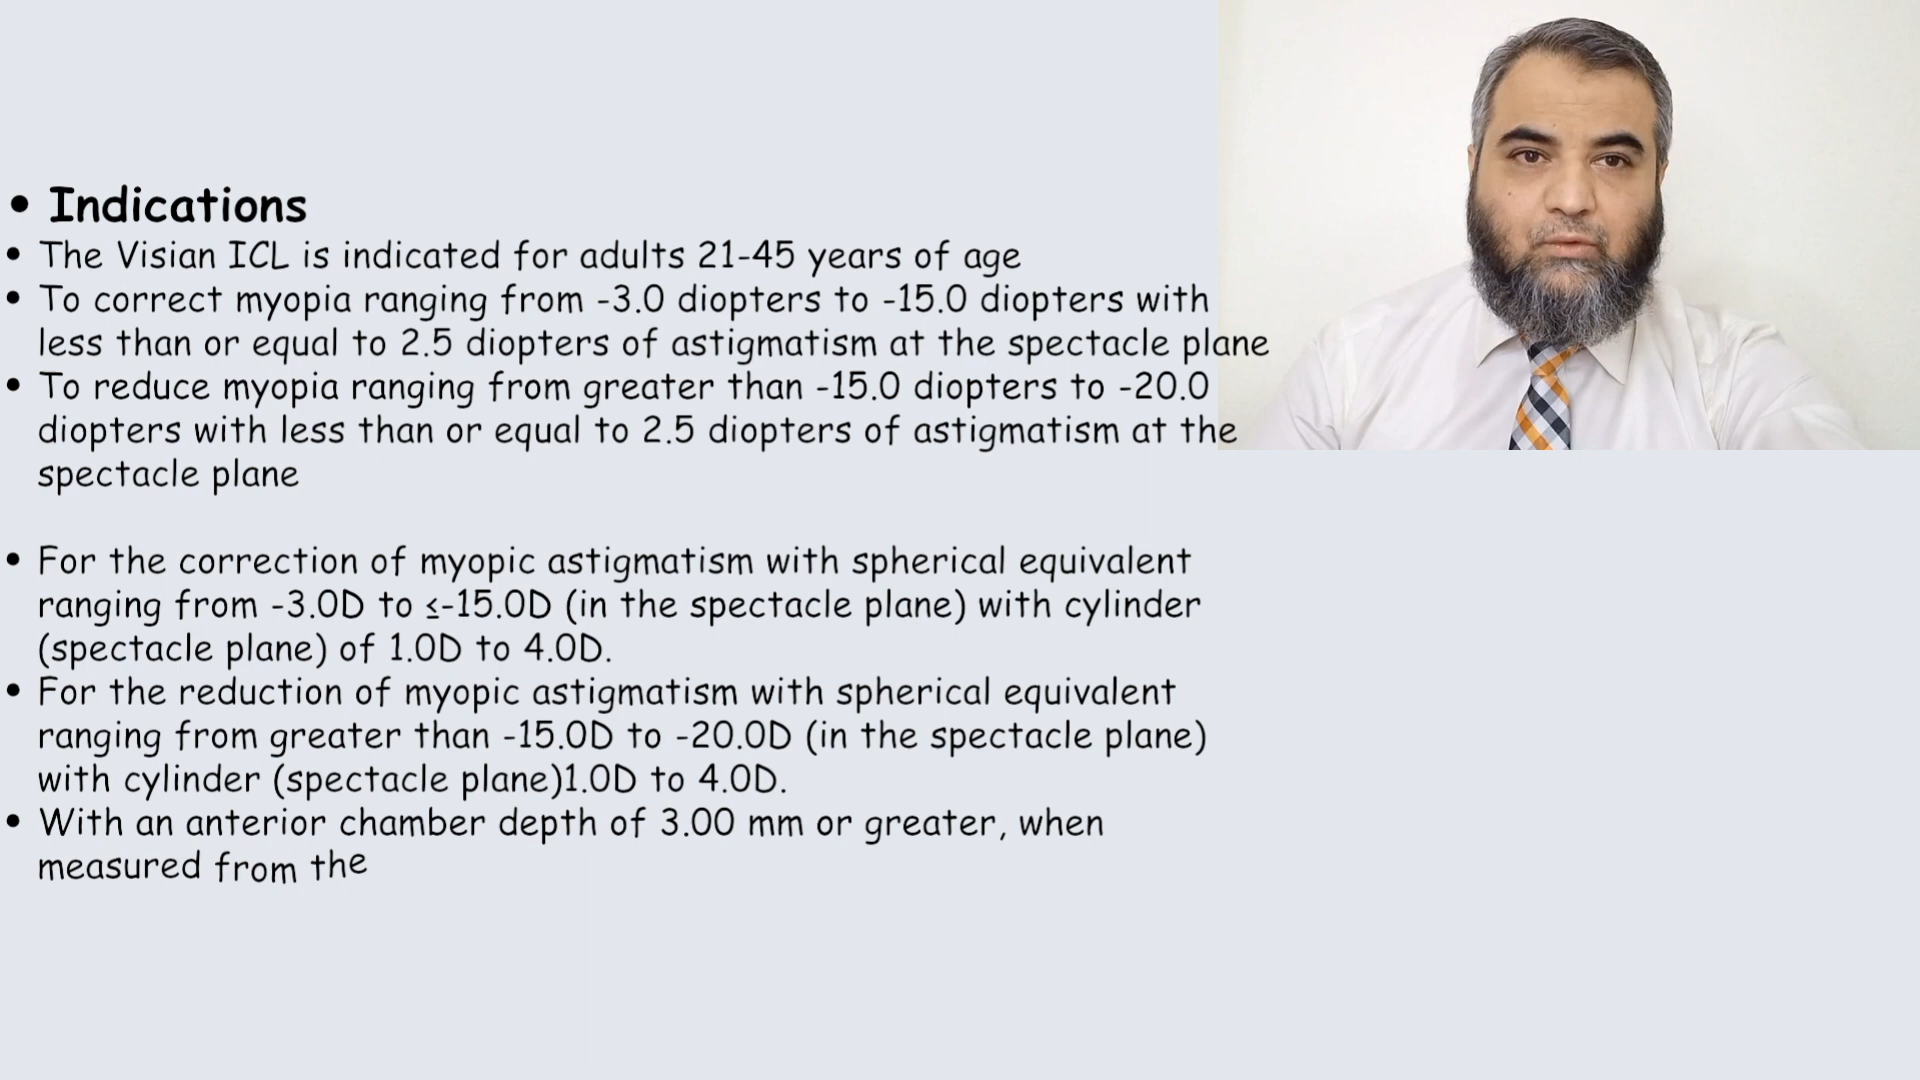 • Indications
• The Visian ICL is indicated for adults 21-45 years of age
• To correct myopia ranging from -3.0 diopters to -15.0 diopters with
less than or equal to 2.5 diopters of astigmatism at the spectacle plane
• To reduce myopia ranging from greater than -15.0 diopters to -20.0
diopters with less than or equal to 2.5 diopters of astigmatism at the
spectacle plane
• For the correction of myopic astigmatism with spherical equivalent
ranging from -3.0D to ≤-15.0D (in the spectacle plane) with cylinder
(spectacle plane) of 1.0D to 4.0D.
• For the reduction of myopic astigmatism with spherical equivalent
ranging from greater than -15.0D to -20.0D (in the spectacle plane)
with cylinder (spectacle plane)1.0D to 4.0D.
• With an anterior chamber depth of 3.00 mm or greater, when
measured from the